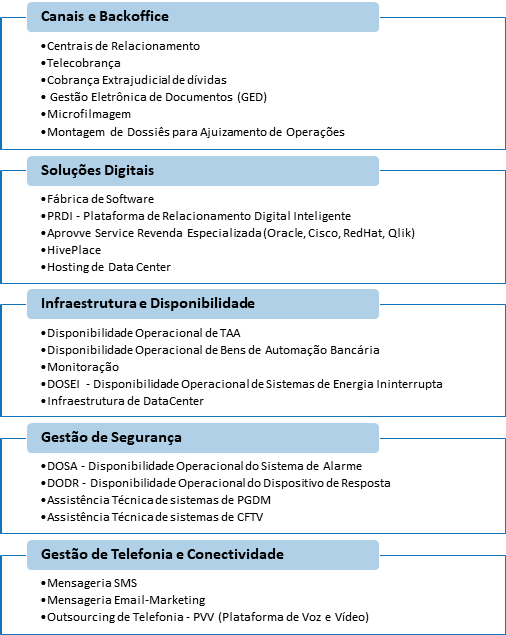 Canais e Backoffice
•Centrais de Relacionamento
•Telecobrança
•Cobrança Extrajudicial de dívidas
• Gestão Eletrônica de Documentos (GED)
•Microfilmagem
•Montagem de Dossiês para Ajuizamento de Operações
Soluções Digitais
•Fábrica de Software
•PRDI - Plataforma de Relacionamento Digital Inteligente
•Aprovve Service Revenda Especializada (Oracle, Cisco, RedHat, Qlik)
•HivePlace
•Hosting de Data Center
Infraestrutura e Disponibilidade
•Disponibilidade Operacional de TAA
•Disponibilidade Operacional de Bens de Automação Bancária
•Monitoração
•DOSEI - Disponibilidade Operacional de Sistemas de Energia Ininterrupta
•Infraestrutura de DataCenter
Gestão de Segurança
•DOSA - Disponibilidade Operacional do Sistema de Alarme
•DODR - Disponibilidade Operacional do Dispositivo de Resposta
•Assistência Técnica de sistemas de PGDM
•Assistência Técnica de sistemas de CFTV
Gestão de Telefonia e Conectividade
•Mensageria SMS
•Mensageria Email-Marketing
•Outsourcing de Telefonia - PVV (Plataforma de Voz e Vídeo)